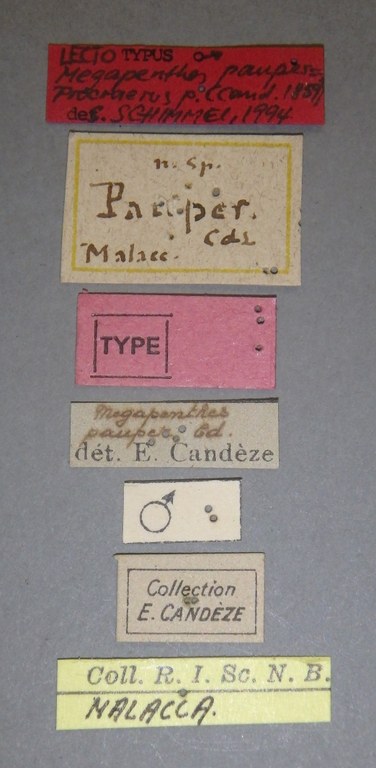 LECTO TYPUS ♂
Megapenthes pauper =
Procraerus p. (Cand. 1859)
det. SCHIMMEL, 1994
n. sp.
Pauper.
Cdz
Malacc.
TYPE
Megapenthes
pauper. Cd.
dét. E. Candèze
♂
Collection
E. CANDÈZE
Coll. R. I. Sc. N. B.
MALACCA.